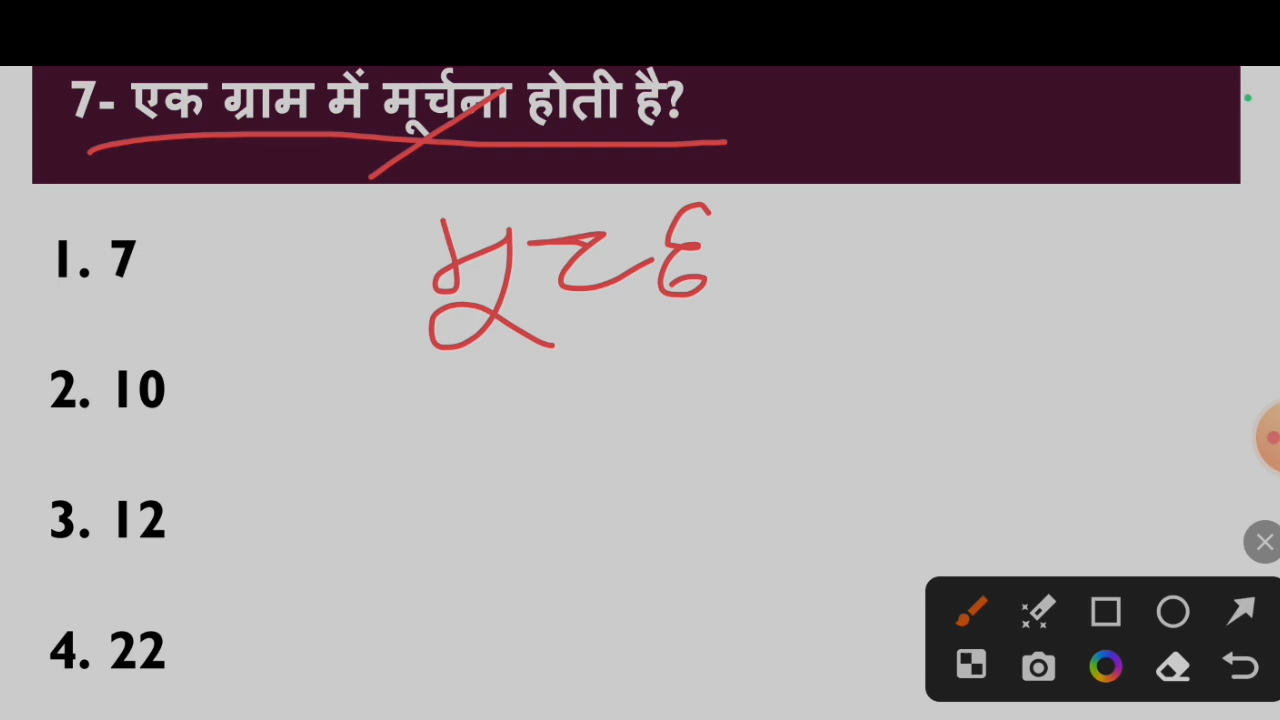 7- एक ग्राम में मूर्चना होती है?
1. 7
2. 10
3. 12
4. 22